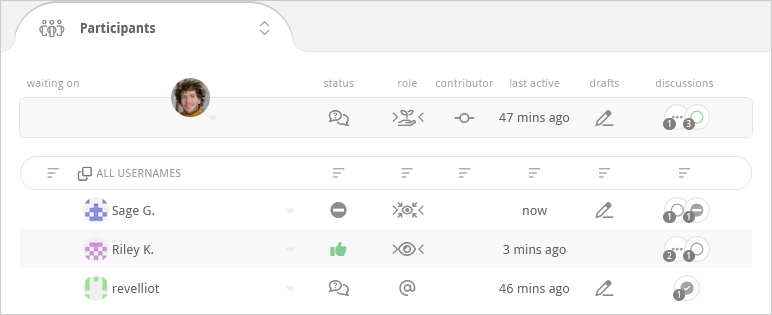 Participants
waiting on status role contributor last active drafts discussions
47 mins ago 1 3
ALL USERNAMES
Sage G. now 1 1
Riley K. 3 mins ago 2 1
revelliot @ 46 mins ago 1